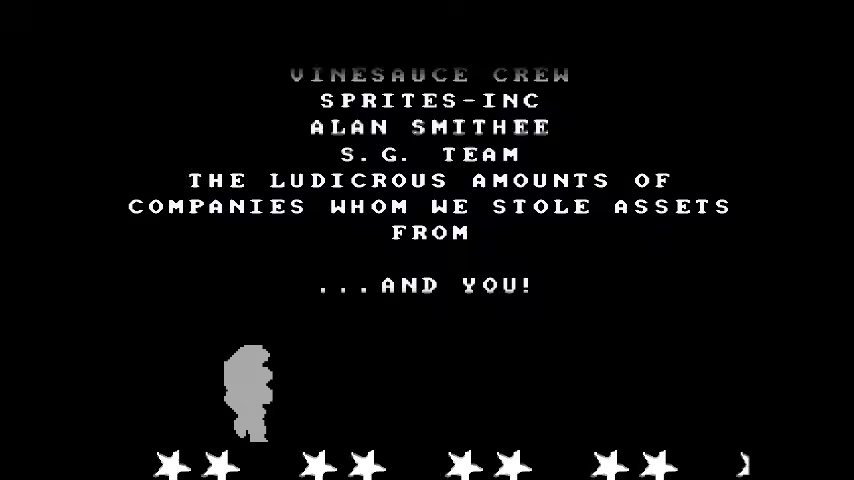 VINESAUCE CREW
SPRITES-INC
ALAN SMITHEE
S.G. TEAM
THE LUDICROUS AMOUNTS OF
COMPANIES WHOM WE STOLE ASSETS
FROM
...AND YOU!